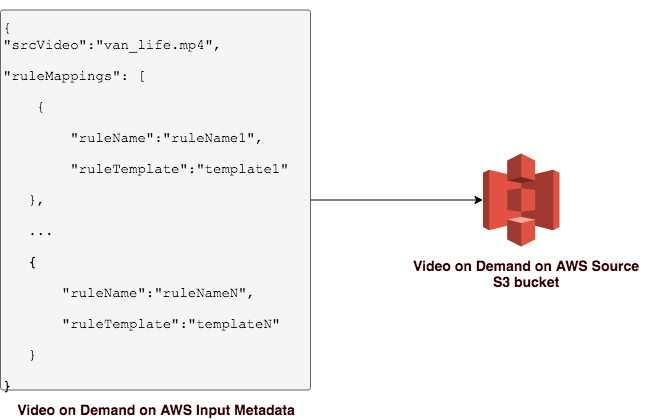 {
"srcVideo":"van_life.mp4",
"ruleMappings": [
{
"ruleName":"ruleName1",
"ruleTemplate":"template1"
},
...
{
"ruleName":"ruleNameN",
"ruleTemplate":"templateN"
}
}
Video on Demand on AWS Input Metadata
Video on Demand on AWS Source
S3 bucket